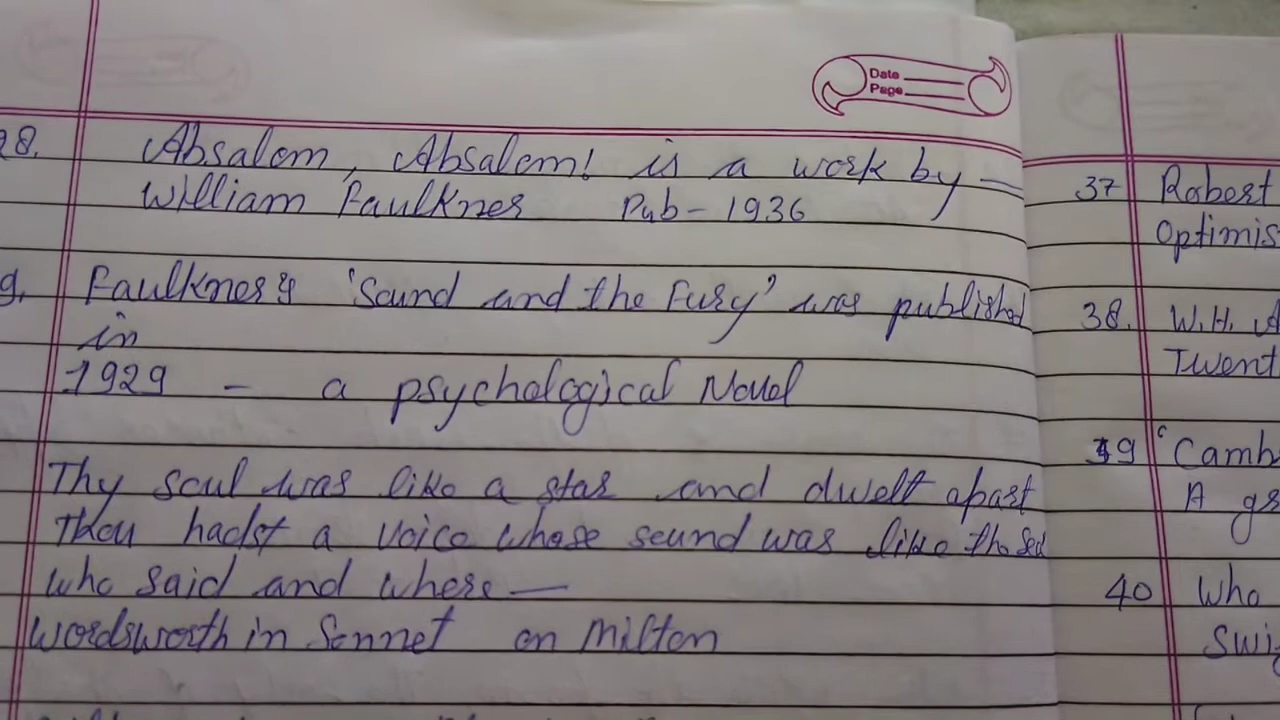 Date
Page
28.
Absalom, Absalom! is a work by —
William Faulkner Pub - 1936
9. Faulkner's 'Sound and the Fury' was published
in
1929 - a psychological Novel
Thy soul was like a star and dwelt apart
Thou hadst a voice whose sound was like the sea
who said and where —
Wordsworth in Sonnet on Milton
37 Robert
Optimis
38. W.H. A
Twent
39 'Camb
A gr
40 Who
Swi